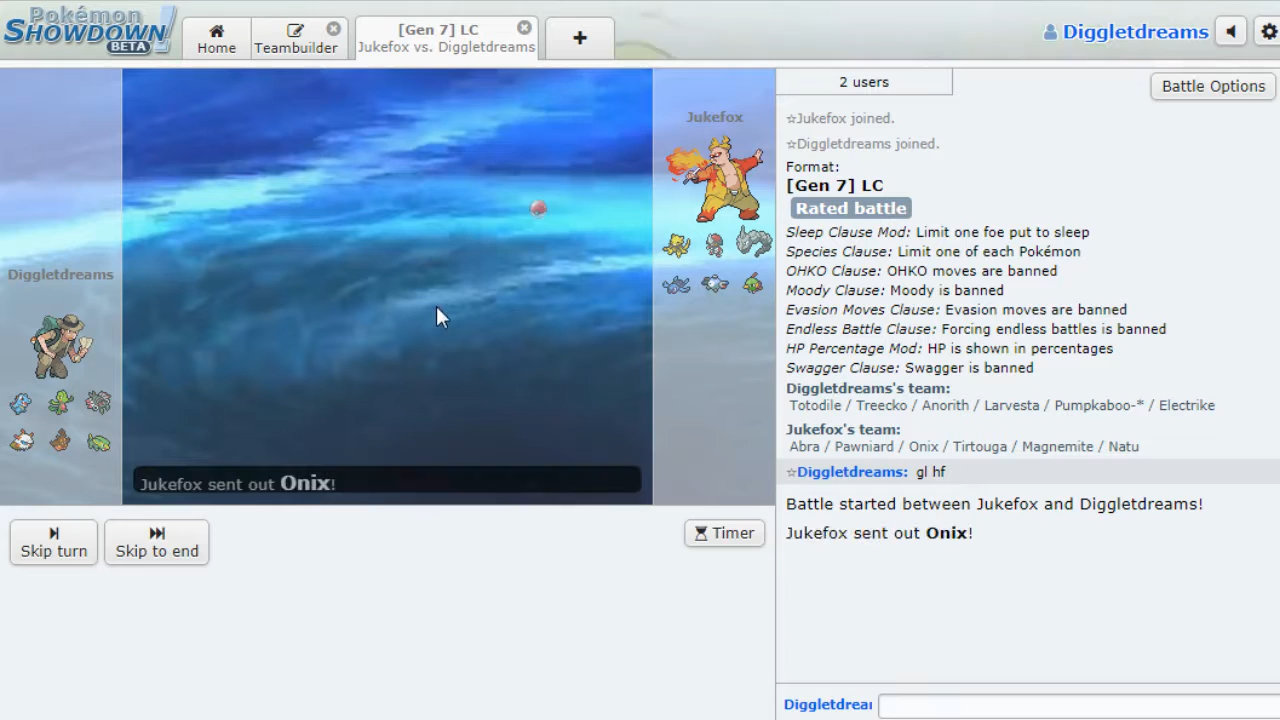 Pokémon
SHOWDOWN!
BETA
Home
Teambuilder
[Gen 7] LC
Jukefox vs. Diggletdreams
+
Diggletdreams
2 users
Battle Options
Diggletdreams
Jukefox
Jukefox sent out Onix!
Skip turn
Skip to end
Timer
☆Jukefox joined.
☆Diggletdreams joined.
Format:
[Gen 7] LC
Rated battle
Sleep Clause Mod: Limit one foe put to sleep
Species Clause: Limit one of each Pokémon
OHKO Clause: OHKO moves are banned
Moody Clause: Moody is banned
Evasion Moves Clause: Evasion moves are banned
Endless Battle Clause: Forcing endless battles is banned
HP Percentage Mod: HP is shown in percentages
Swagger Clause: Swagger is banned
Diggletdreams's team:
Totodile / Treecko / Anorith / Larvesta / Pumpkaboo-* / Electrike
Jukefox's team:
Abra / Pawniard / Onix / Tirtouga / Magnemite / Natu
☆Diggletdreams: gl hf
Battle started between Jukefox and Diggletdreams!
Jukefox sent out Onix!
Diggletdrea